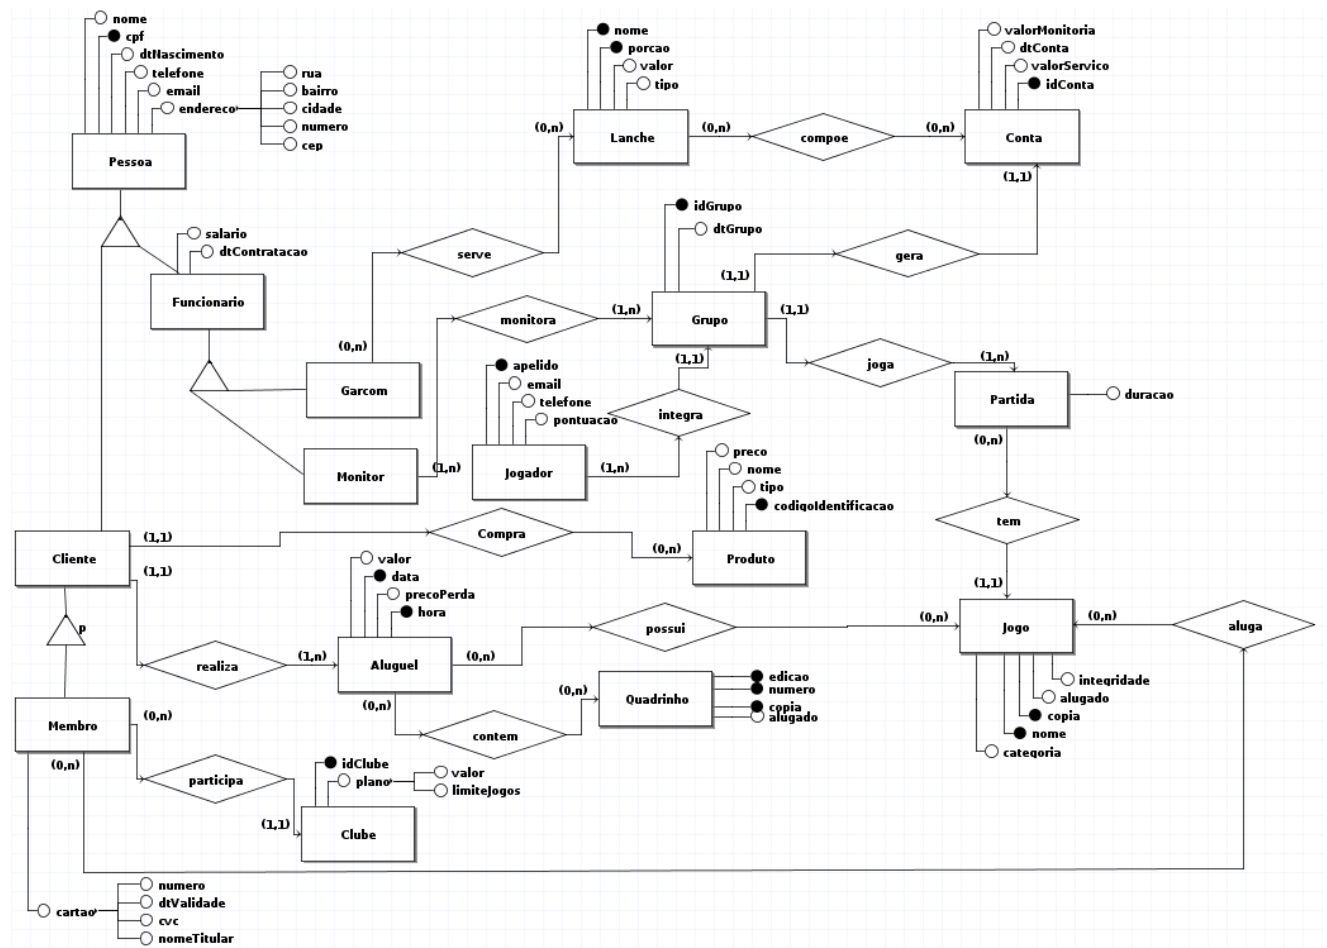 nome
cpf
dtNascimento
telefone
email
endereco
rua
bairro
cidade
numero
cep
Pessoa
nome
porcao
valor
tipo
(0,n)
Lanche
(0,n)
compoe
(0,n)
valorMonitoria
dtConta
valorServico
idConta
Conta
(1,1)
salario
dtContratacao
Funcionario
serve
(0,n)
Garcom
idGrupo
dtGrupo
(1,1)
gera
monitora
(1,n)
Grupo
(1,1)
joga
(1,n)
Partida
duracao
(0,n)
(1,1)
integra
apelido
email
telefone
pontuacao
Jogador
(1,n)
Monitor
(1,n)
preco
nome
tipo
codigoIdentificacao
Produto
tem
(1,1)
Cliente
(1,1)
Compra
(0,n)
(1,1)
p
valor
data
precoPerda
hora
realiza
(1,n)
Aluguel
(0,n)
possui
(0,n)
Jogo
(0,n)
aluga
integridade
alugado
copia
nome
categoria
(0,n)
contem
(0,n)
Quadrinho
edicao
numero
copia
alugado
Membro
(0,n)
(0,n)
participa
(1,1)
idClube
plano
valor
limiteJogos
Clube
cartao
numero
dtValidade
cvc
nomeTitular